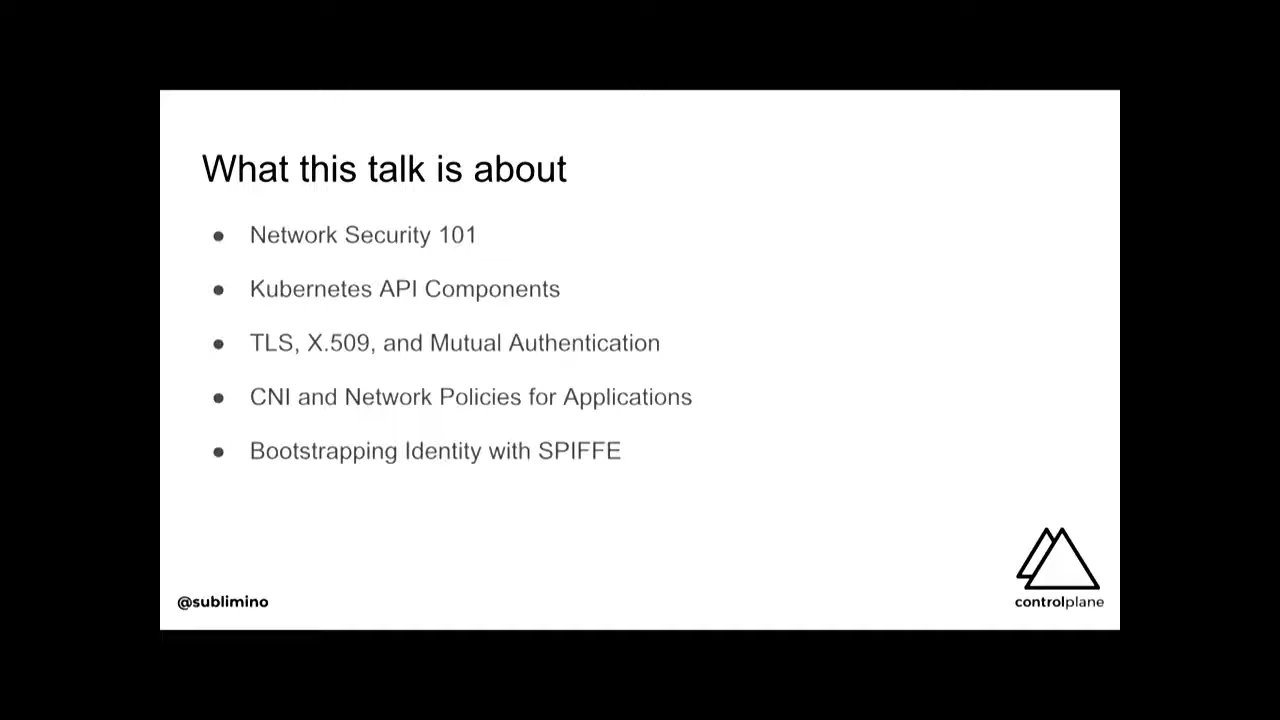 What this talk is about
● Network Security 101
● Kubernetes API Components
● TLS, X.509, and Mutual Authentication
● CNI and Network Policies for Applications
● Bootstrapping Identity with SPIFFE
@sublimino
controlplane